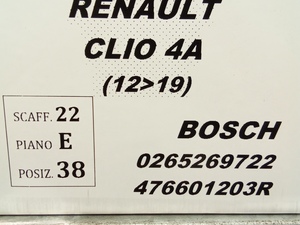 RENAULT
CLIO 4A
(12>19)
SCAFF. 22
PIANO E
POSIZ. 38
BOSCH
0265269722
476601203R